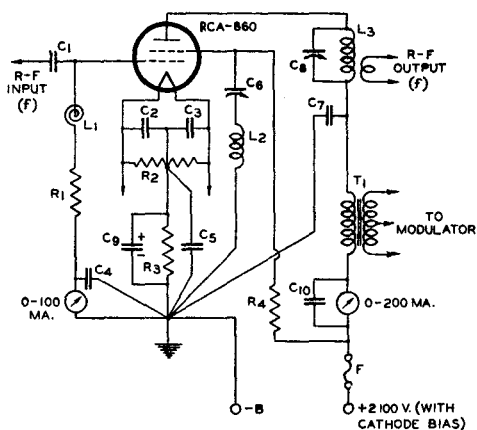 RCA-860
C1
L3
C8
R-F
INPUT
(f)
R-F
OUTPUT
(f)
C6
C7
L1
C2
C3
L2
R2
T1
R1
TO
MODULATOR
C9
+
-
R3
C5
C4
R4
C10
0-100
MA.
0-200 MA.
F
-B
+2100 V. (WITH
CATHODE BIAS)